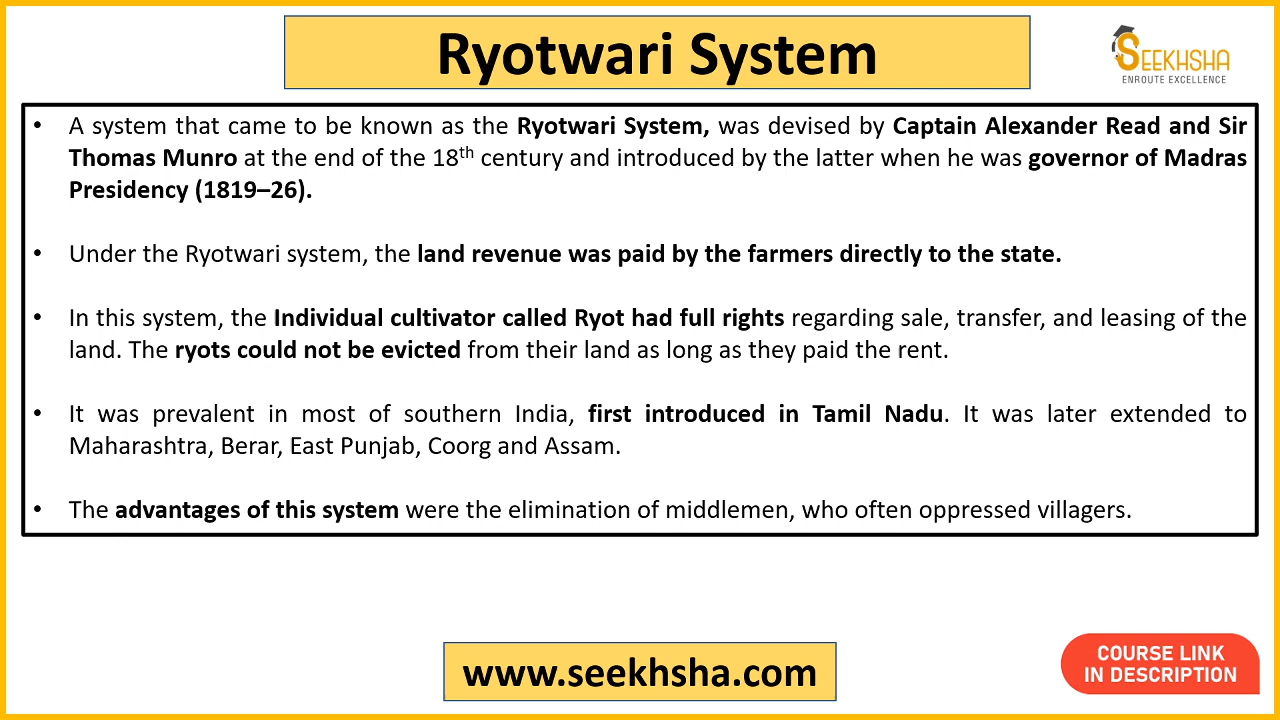 Ryotwari System
SEEKHSHA
ENROUTE EXCELLENCE
• A system that came to be known as the Ryotwari System, was devised by Captain Alexander Read and Sir
Thomas Munro at the end of the 18th century and introduced by the latter when he was governor of Madras
Presidency (1819–26).
• Under the Ryotwari system, the land revenue was paid by the farmers directly to the state.
• In this system, the Individual cultivator called Ryot had full rights regarding sale, transfer, and leasing of the
land. The ryots could not be evicted from their land as long as they paid the rent.
• It was prevalent in most of southern India, first introduced in Tamil Nadu. It was later extended to
Maharashtra, Berar, East Punjab, Coorg and Assam.
• The advantages of this system were the elimination of middlemen, who often oppressed villagers.
www.seekhsha.com
COURSE LINK
IN DESCRIPTION